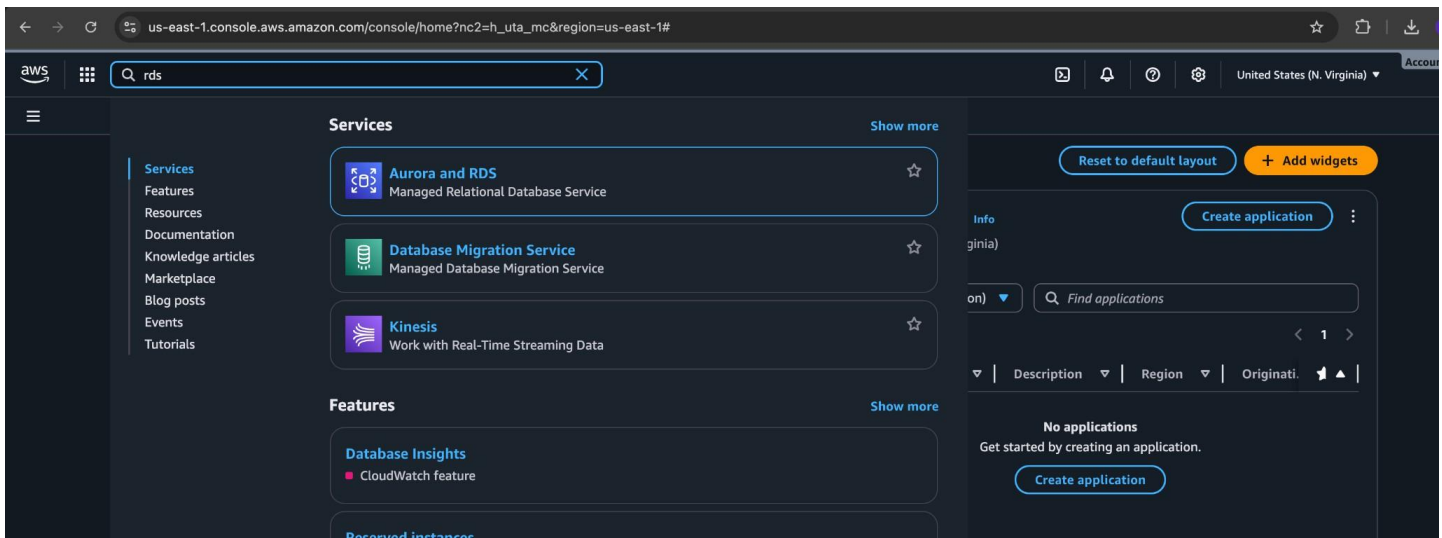 us-east-1.console.aws.amazon.com/console/home?nc2=h_uta_mc&region=us-east-1#
aws
rds
United States (N. Virginia)
Accour
Services
Show more
Services
Features
Resources
Documentation
Knowledge articles
Marketplace
Blog posts
Events
Tutorials
Aurora and RDS
Managed Relational Database Service
Database Migration Service
Managed Database Migration Service
Kinesis
Work with Real-Time Streaming Data
Features
Show more
Database Insights
CloudWatch feature
Reserved instances
Reset to default layout
+ Add widgets
Info
Create application
ginia)
on)
Find applications
1
Description
Region
Originati.
No applications
Get started by creating an application.
Create application